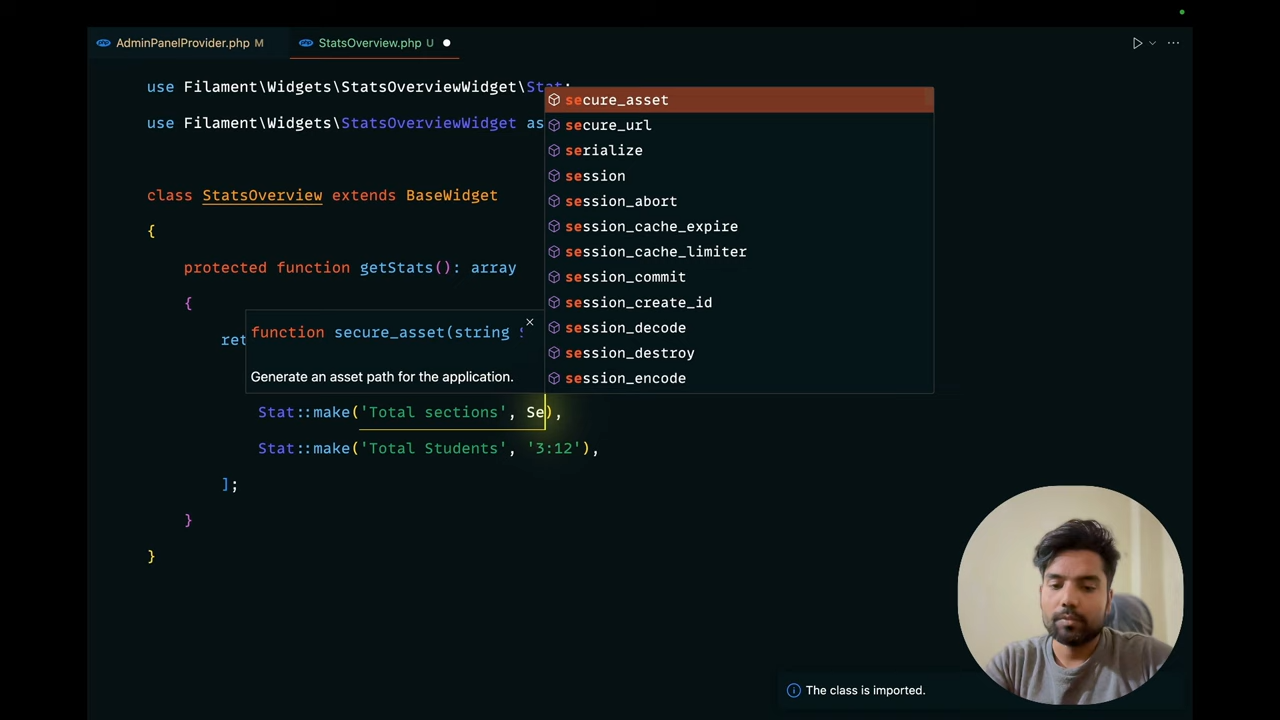 AdminPanelProvider.php M
StatsOverview.php U
use Filament\Widgets\StatsOverviewWidget\Stat;
use Filament\Widgets\StatsOverviewWidget as
class StatsOverview extends BaseWidget
{
protected function getStats(): array
{
ret
function secure_asset(string
Generate an asset path for the application.
secure_asset
secure_url
serialize
session
session_abort
session_cache_expire
session_cache_limiter
session_commit
session_create_id
session_decode
session_destroy
session_encode
Stat::make('Total sections', Se),
Stat::make('Total Students', '3:12'),
];
}
}
The class is imported.